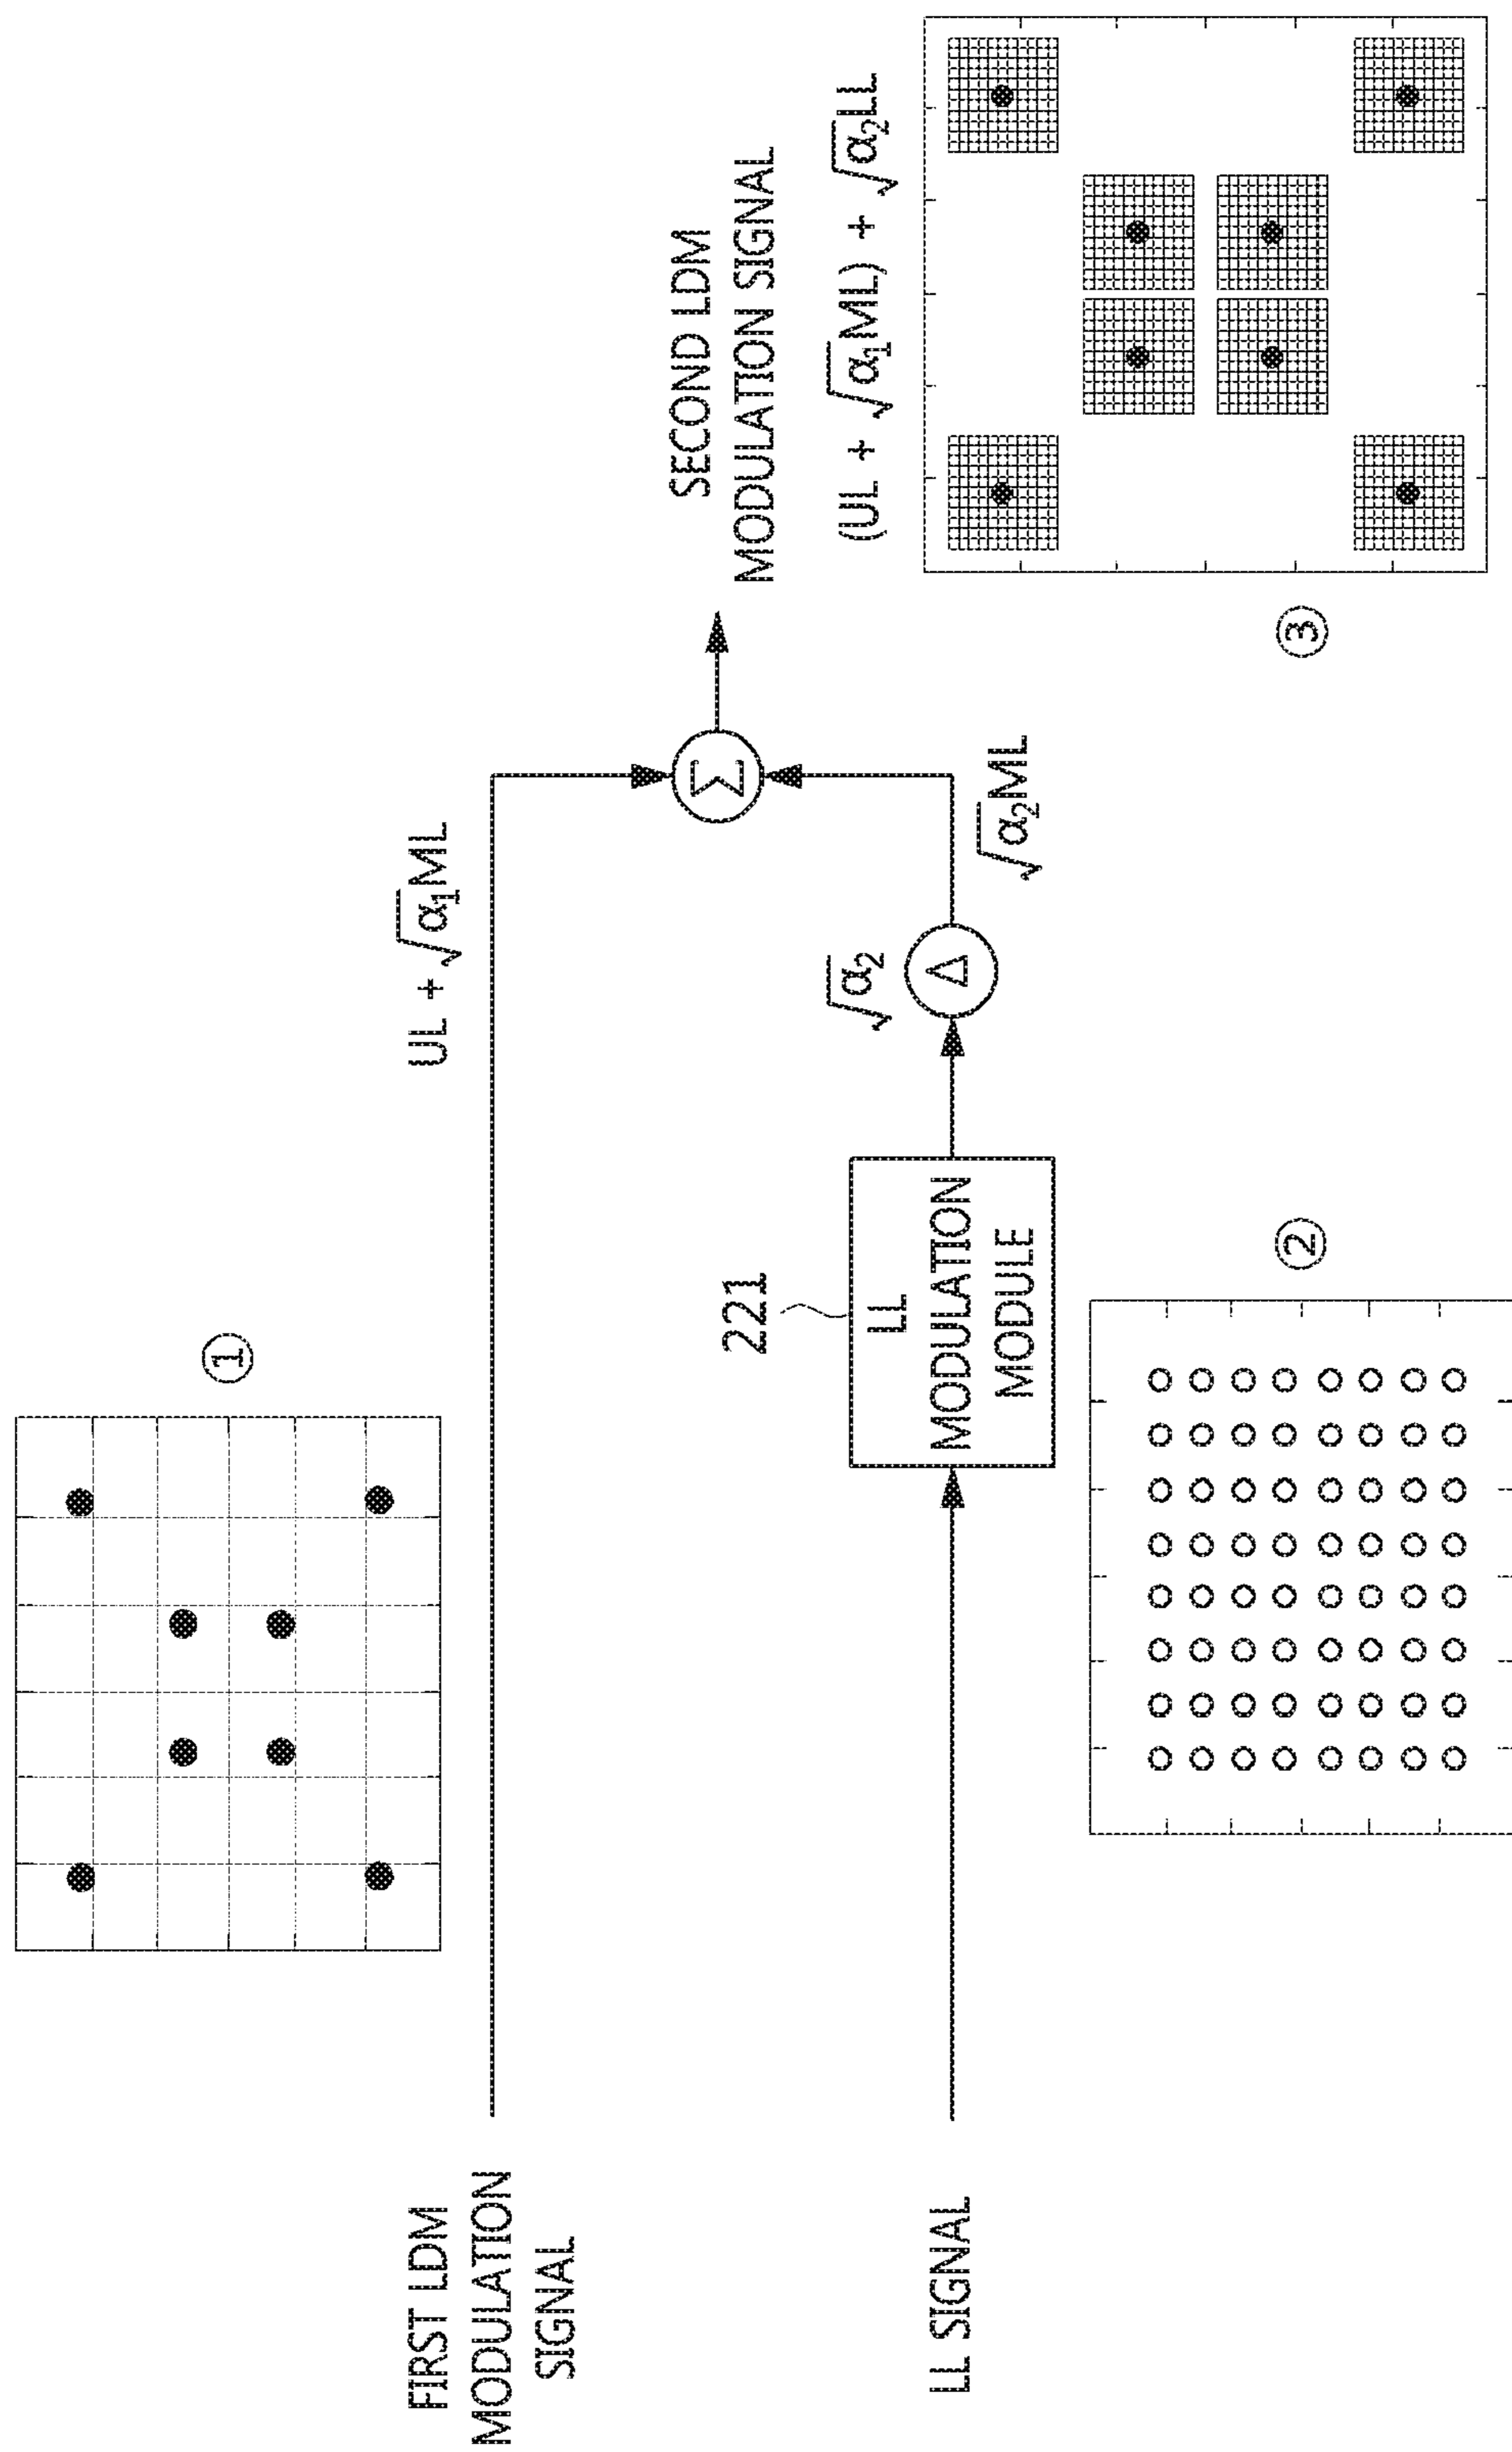 ①
FIRST LDM
MODULATION
SIGNAL
UL + √α₁ML
SECOND LDM
MODULATION SIGNAL
(UL + √α₁ML) + √α₂LL
Σ
③
LL SIGNAL
221
LL
MODULATION
MODULE
√α₂
Δ
√α₂ML
②